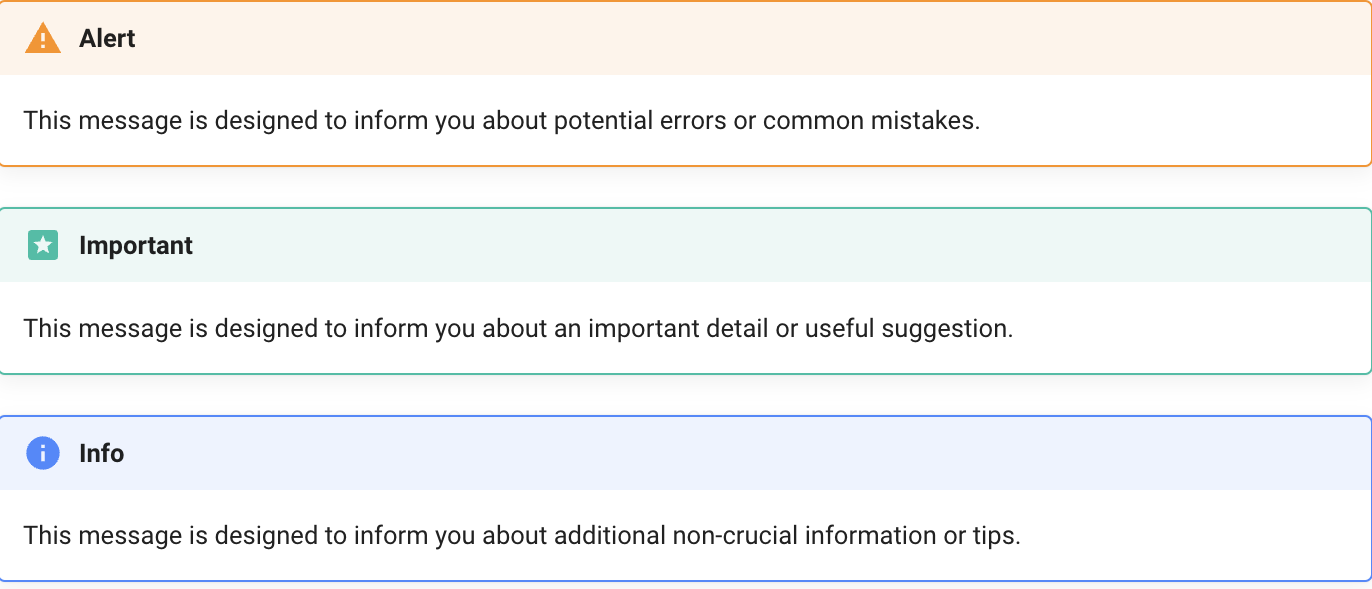 Alert
This message is designed to inform you about potential errors or common mistakes.
Important
This message is designed to inform you about an important detail or useful suggestion.
Info
This message is designed to inform you about additional non-crucial information or tips.